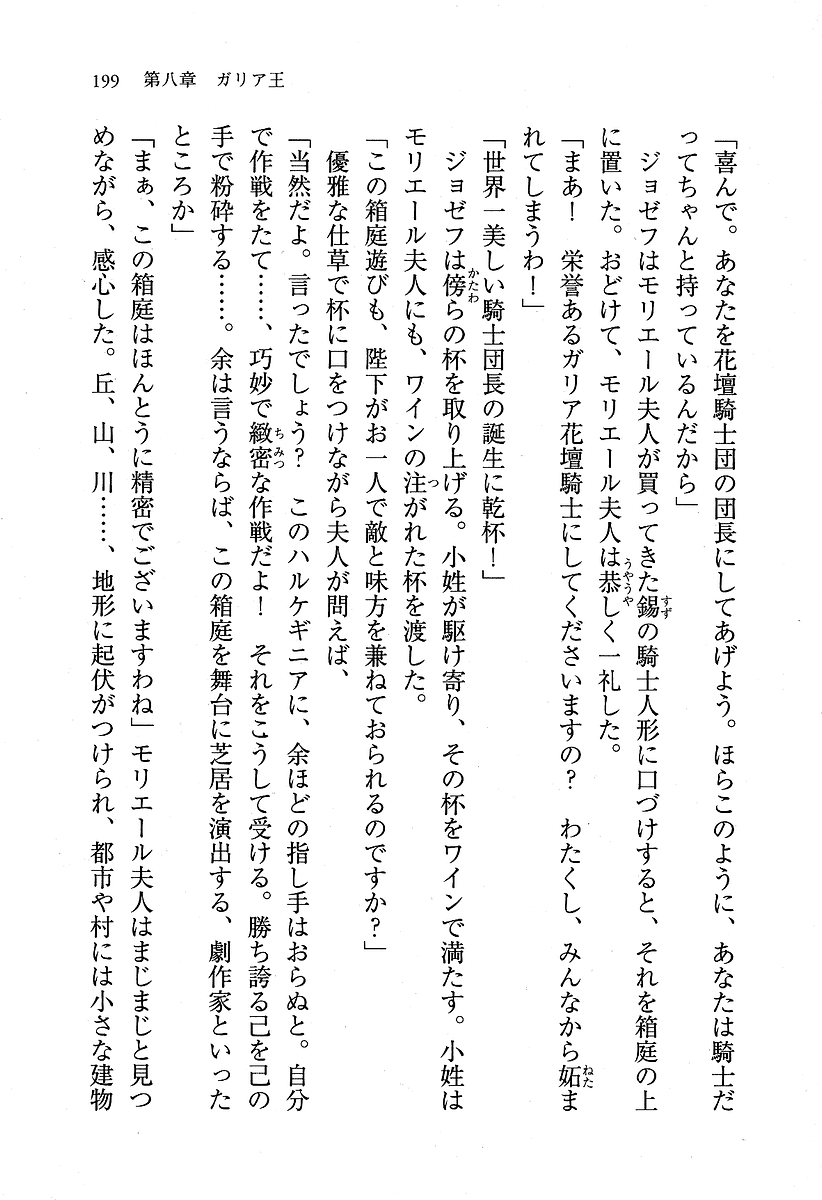 199 第八章 ガリア王
「喜んで。あなたを花壇騎士団の団長にしてあげよう。ほらこのように、あなたは騎士だ
ってちゃんと持っているんだから」
　ジョゼフはモリエール夫人が買ってきた錫の騎士人形に口づけすると、それを箱庭の上
に置いた。おどけて、モリエール夫人は恭しく一礼した。
「まあ！　栄誉あるガリア花壇騎士にしてくださいますの？　わたくし、みんなから妬ま
れてしまうわ！」
「世界一美しい騎士団長の誕生に乾杯！」
　ジョゼフは傍らの杯を取り上げる。小姓が駆け寄り、その杯をワインで満たす。小姓は
モリエール夫人にも、ワインの注がれた杯を渡した。
「この箱庭遊びも、陛下がお一人で敵と味方を兼ねておられるのですか？」
　優雅な仕草で杯に口をつけながら夫人が問えば、
「当然だよ。言ったでしょう？　このハルケギニアに、余ほどの指し手はおらぬと。自分
で作戦をたて……、巧妙で緻密な作戦だよ！　それをこうして受ける。勝ち誇る己を己の
手で粉砕する……。余は言うならば、この箱庭を舞台に芝居を演出する、劇作家といった
ところか」
「まぁ、この箱庭はほんとうに精密でございますわね」モリエール夫人はまじまじと見つ
めながら、感心した。丘、山、川……、地形に起伏がつけられ、都市や村には小さな建物